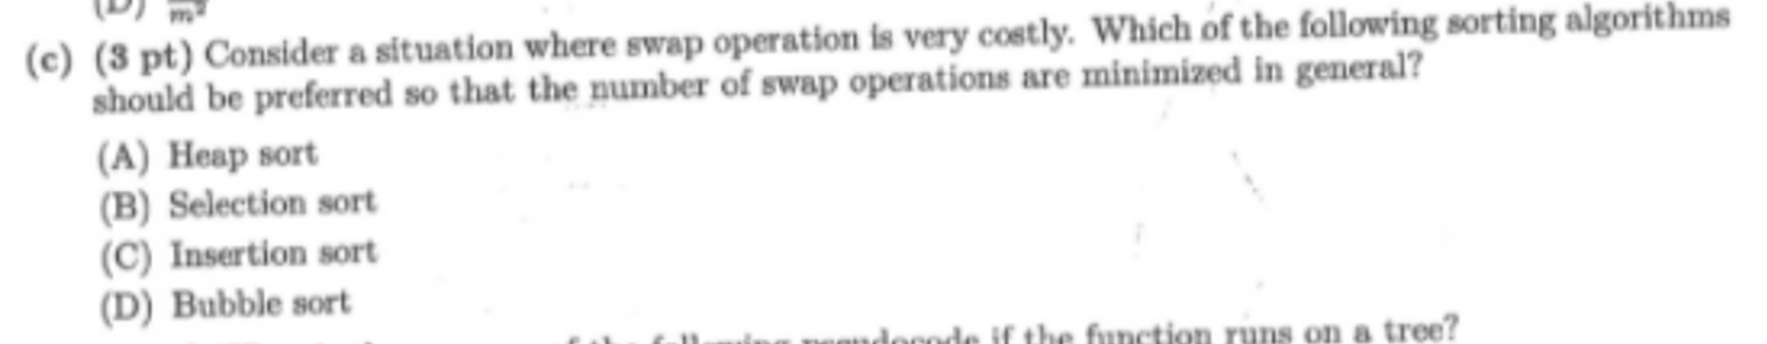 (D) m²
(c) (3 pt) Consider a situation where swap operation is very costly. Which of the following sorting algorithms
should be preferred so that the number of swap operations are minimized in general?
(A) Heap sort
(B) Selection sort
(C) Insertion sort
(D) Bubble sort
of the following pseudocode if the function runs on a tree?